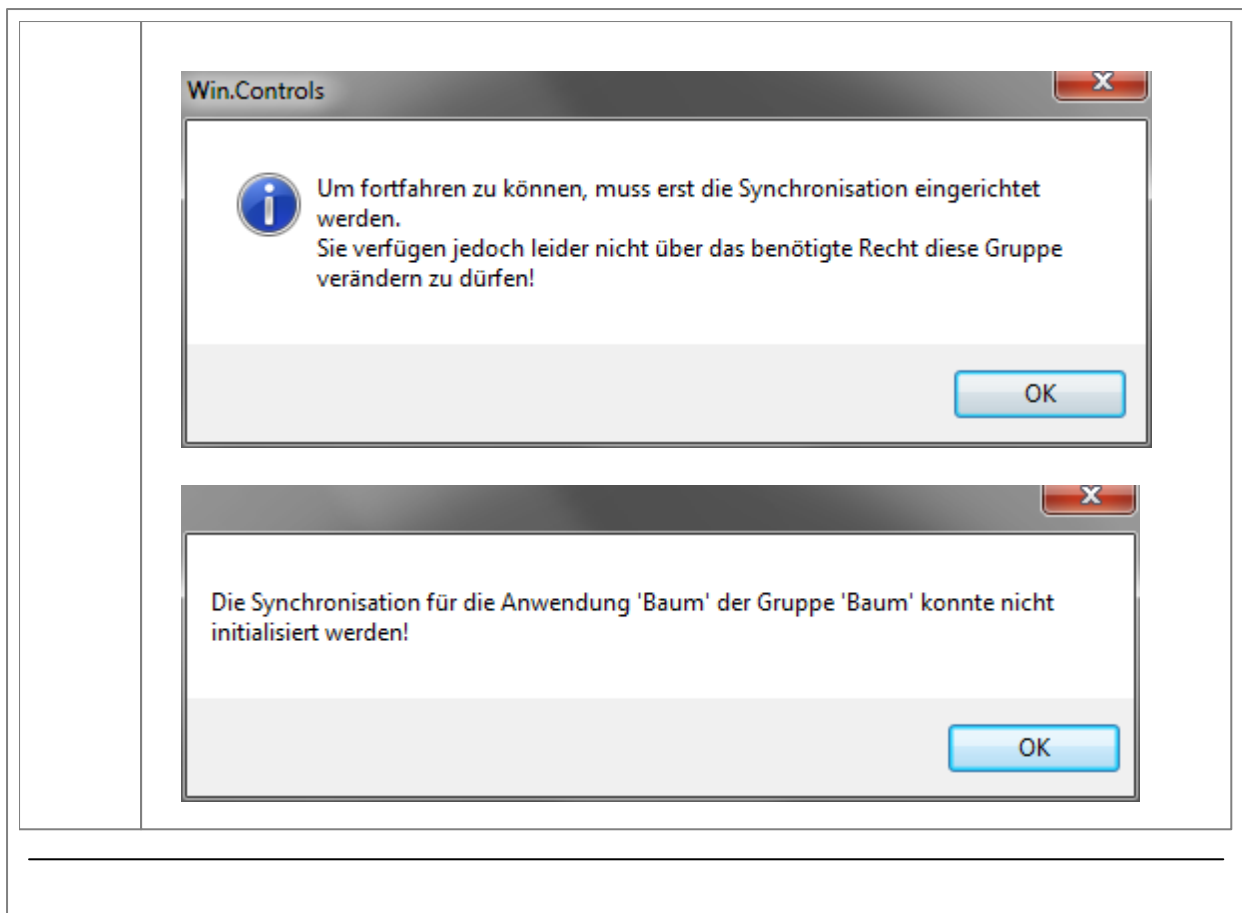 Win.Controls
Um fortfahren zu können, muss erst die Synchronisation eingerichtet
werden.
Sie verfügen jedoch leider nicht über das benötigte Recht diese Gruppe
verändern zu dürfen!
OK
Die Synchronisation für die Anwendung 'Baum' der Gruppe 'Baum' konnte nicht
initialisiert werden!
OK